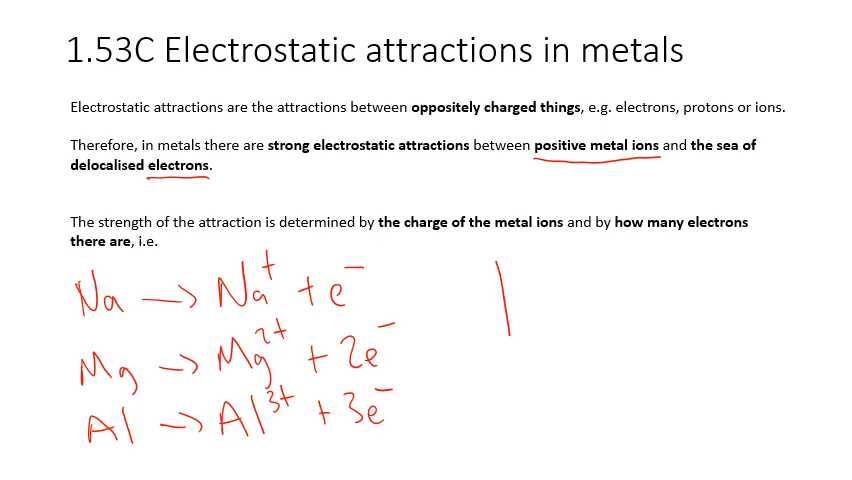 1.53C Electrostatic attractions in metals
Electrostatic attractions are the attractions between oppositely charged things, e.g. electrons, protons or ions.
Therefore, in metals there are strong electrostatic attractions between positive metal ions and the sea of
delocalised electrons.
The strength of the attraction is determined by the charge of the metal ions and by how many electrons
there are, i.e.
Na → Na⁺ + e⁻
Mg → Mg²⁺ + 2e⁻
Al → Al³⁺ + 3e⁻